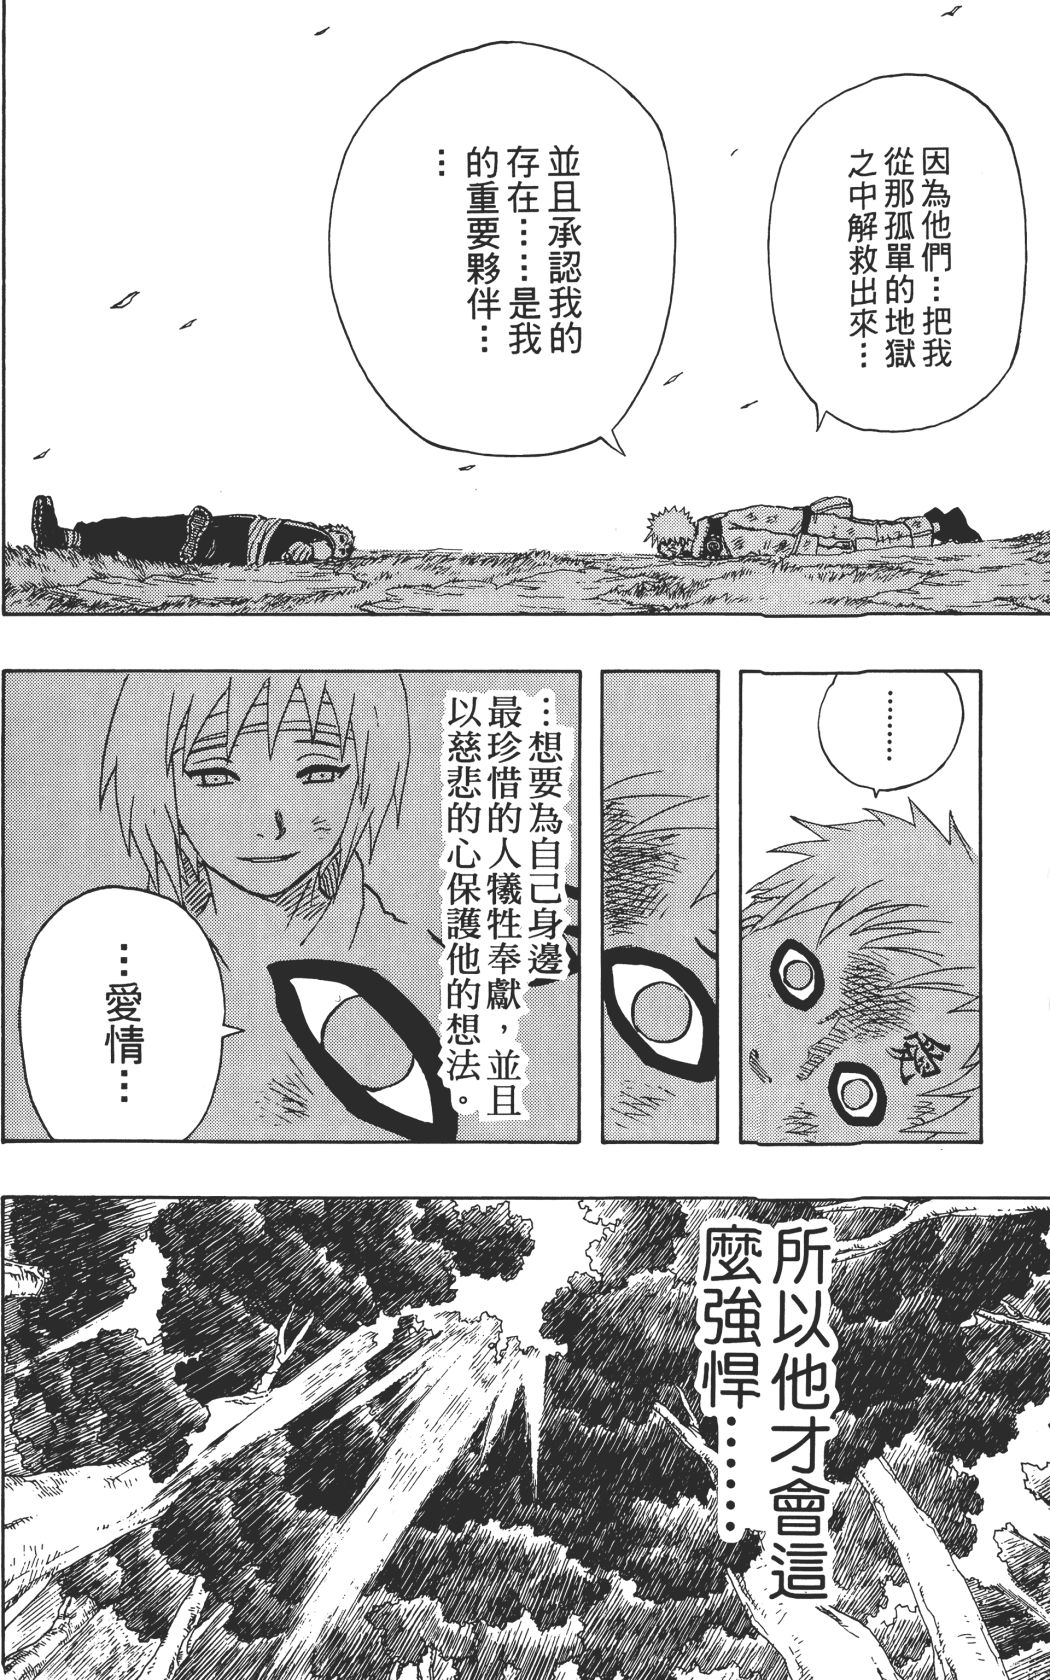 因為他們…把我
從那孤單的地獄
之中解救出來…
並且承認我的
存在……是我
的重要夥伴…
…
………
…想要為自己身邊
最珍惜的人犧牲奉獻，並且
以慈悲的心保護他的想法。
愛
…愛情…
所以他才會這
麼強悍……